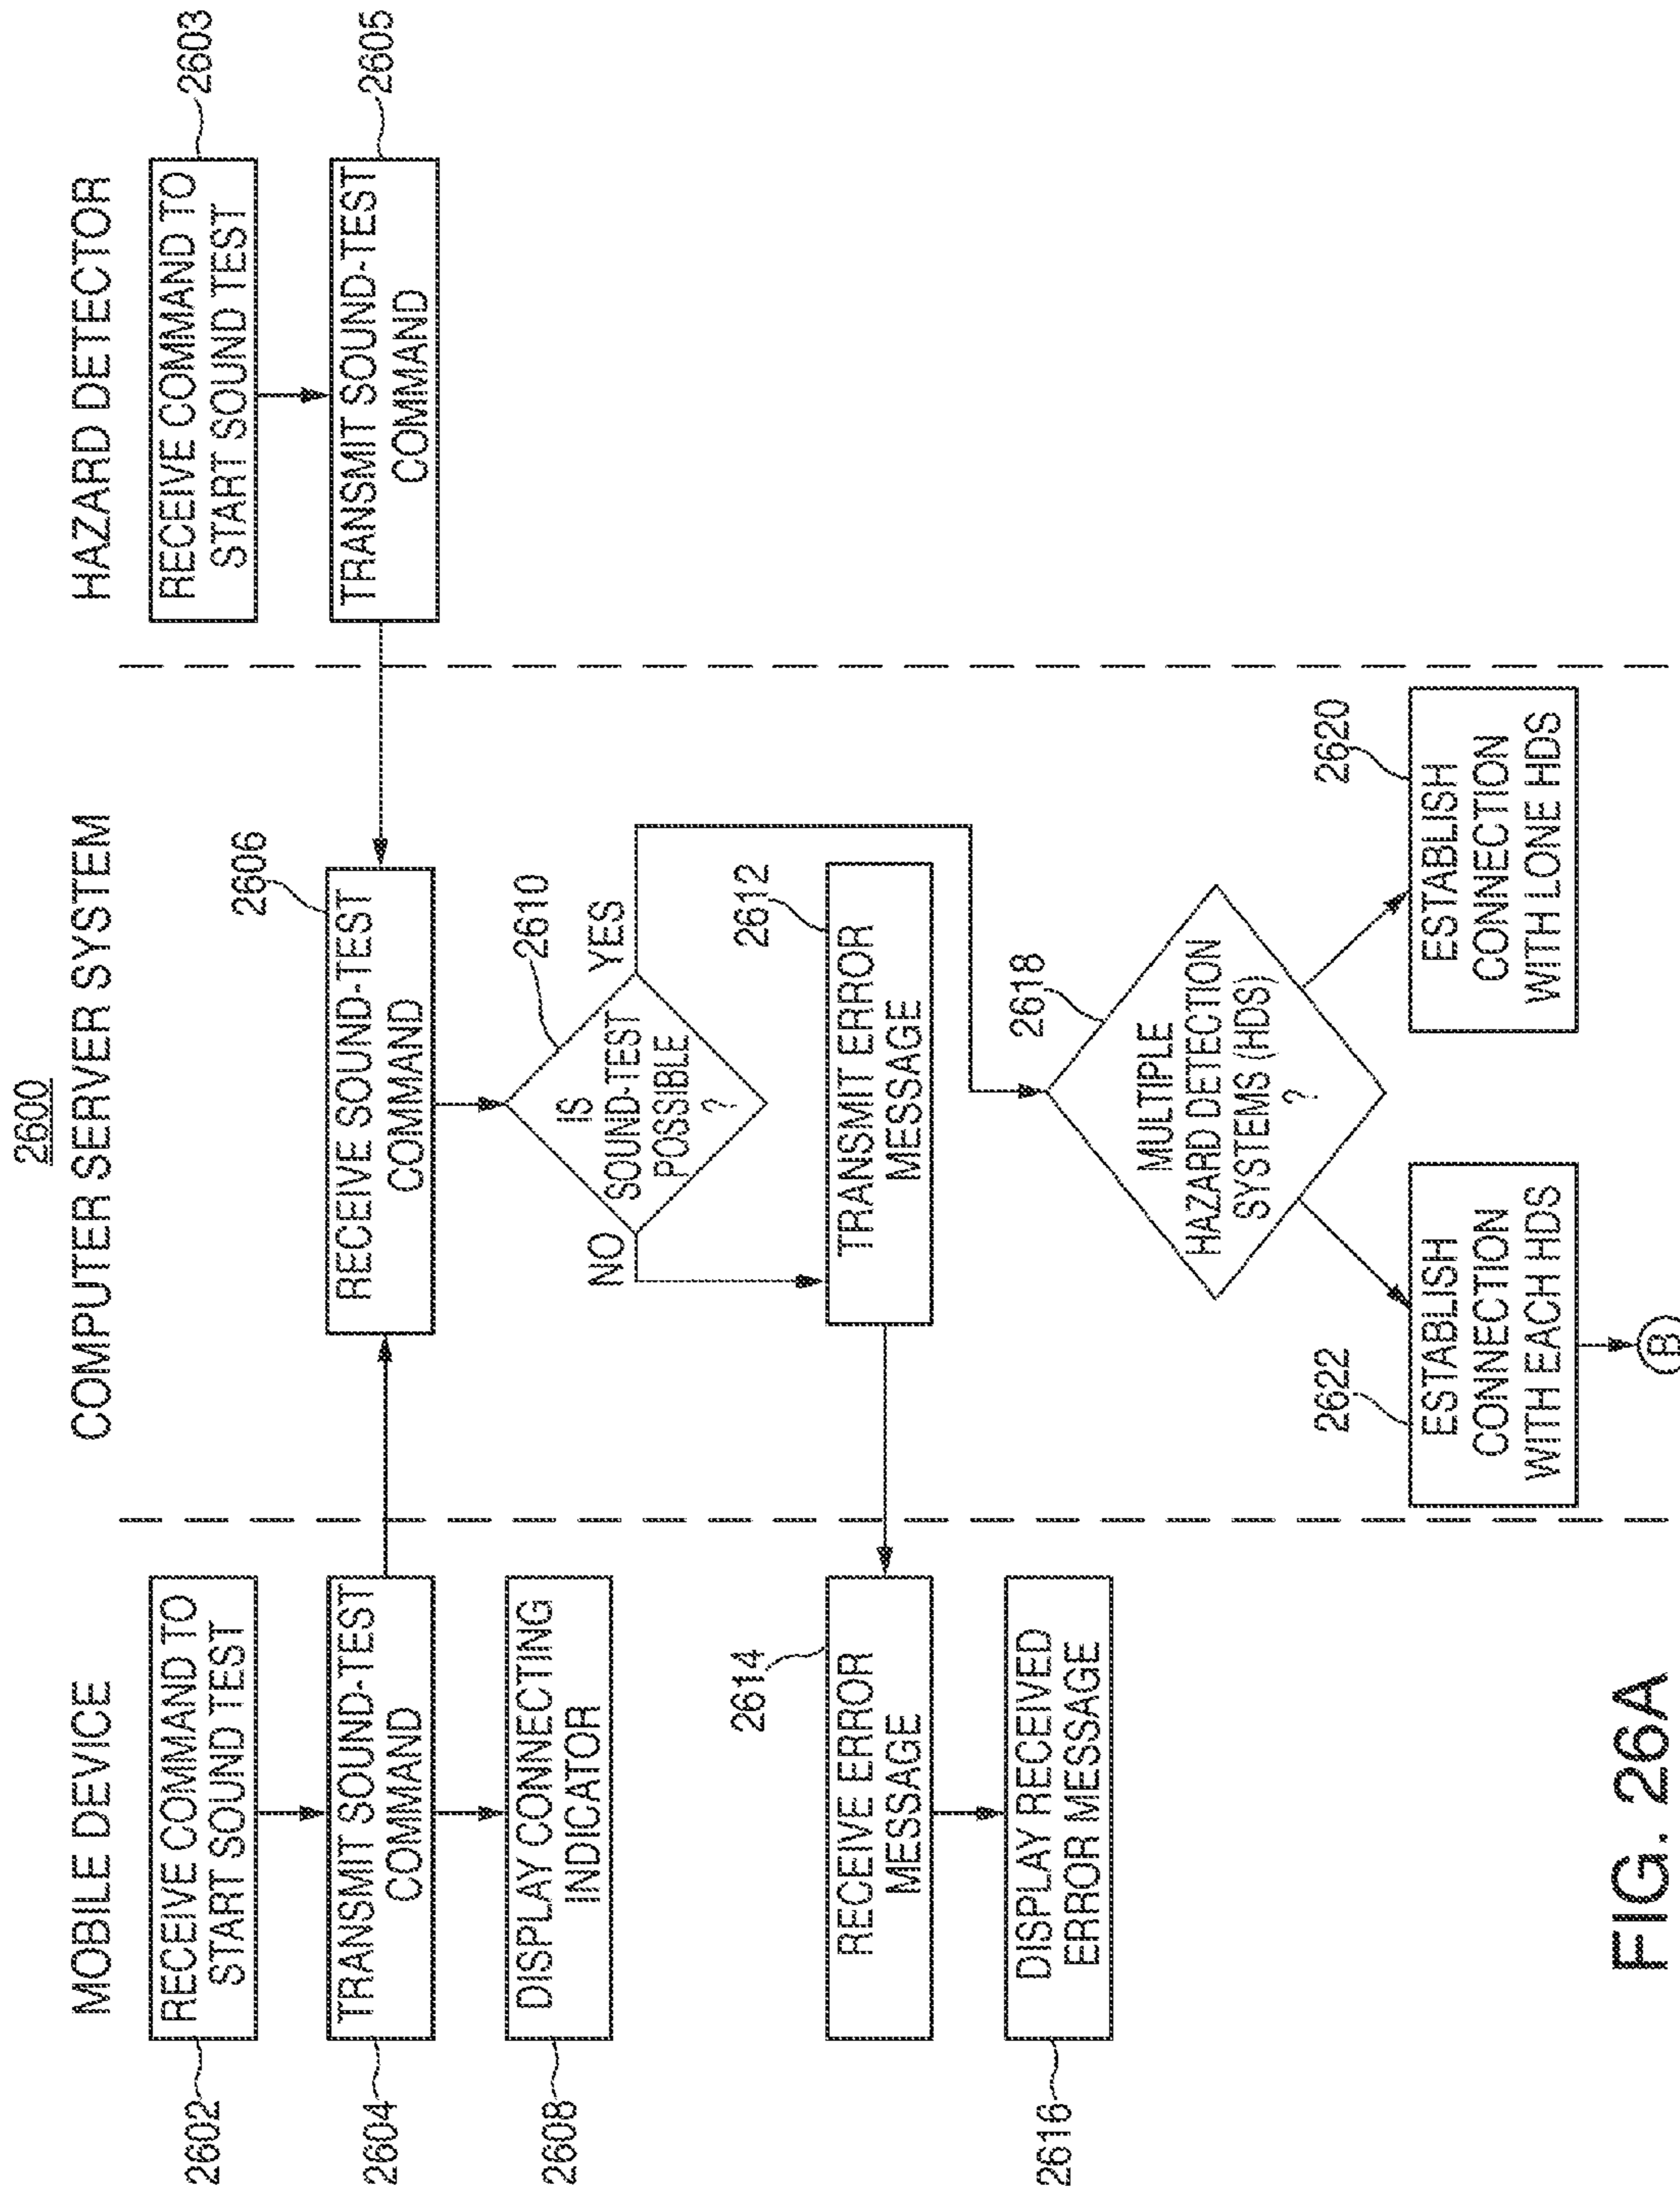 2600
MOBILE DEVICE
COMPUTER SERVER SYSTEM
HAZARD DETECTOR
2602
RECEIVE COMMAND TO
START SOUND TEST
2604
TRANSMIT SOUND-TEST
COMMAND
2608
DISPLAY CONNECTING
INDICATOR
2614
RECEIVE ERROR
MESSAGE
2616
DISPLAY RECEIVED
ERROR MESSAGE
2606
RECEIVE SOUND-TEST
COMMAND
2610
IS
SOUND-TEST
POSSIBLE
?
NO
YES
2612
TRANSMIT ERROR
MESSAGE
2618
MULTIPLE
HAZARD DETECTION
SYSTEMS (HDS)
?
2622
ESTABLISH
CONNECTION
WITH EACH HDS
B
2620
ESTABLISH
CONNECTION
WITH LONE HDS
2603
RECEIVE COMMAND TO
START SOUND TEST
2605
TRANSMIT SOUND-TEST
COMMAND
FIG. 26A